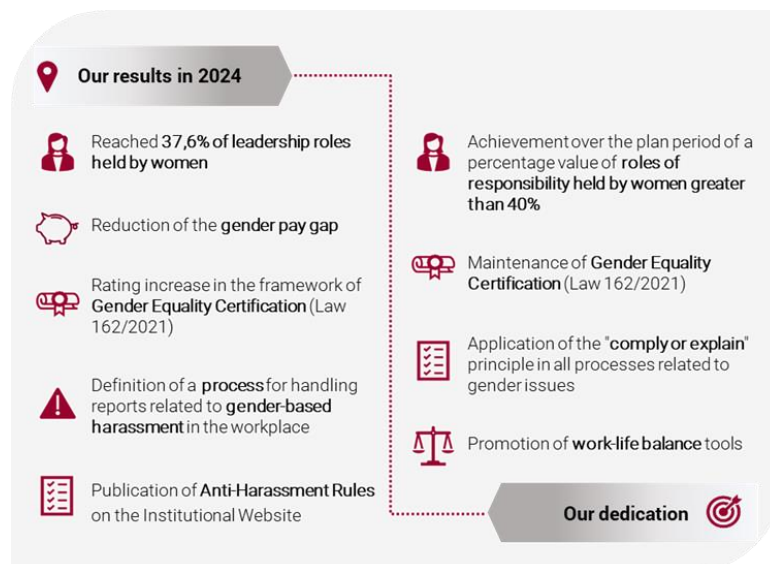 Our results in 2024
Reached 37,6% of leadership roles
held by women
Reduction of the gender pay gap
Rating increase in the framework of
Gender Equality Certification (Law
162/2021)
Definition of a process for handling
reports related to gender-based
harassment in the workplace
Publication of Anti-Harassment Rules
on the Institutional Website
Achievement over the plan period of a
percentage value of roles of
responsibility held by women greater
than 40%
Maintenance of Gender Equality
Certification (Law 162/2021)
Application of the "comply or explain"
principle in all processes related to
gender issues
Promotion of work-life balance tools
Our dedication